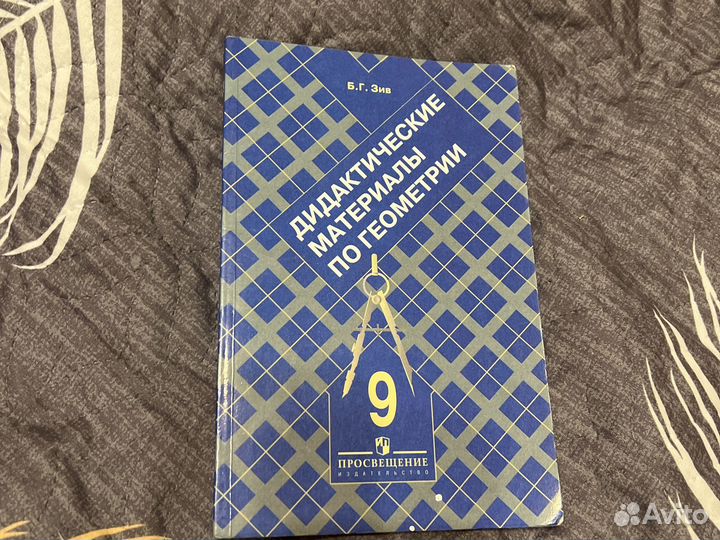 Б.Г. Зив
ДИДАКТИЧЕСКИЕ
МАТЕРИАЛЫ
ПО ГЕОМЕТРИИ
9
ПРОСВЕЩЕНИЕ
ИЗДАТЕЛЬСТВО
Avito